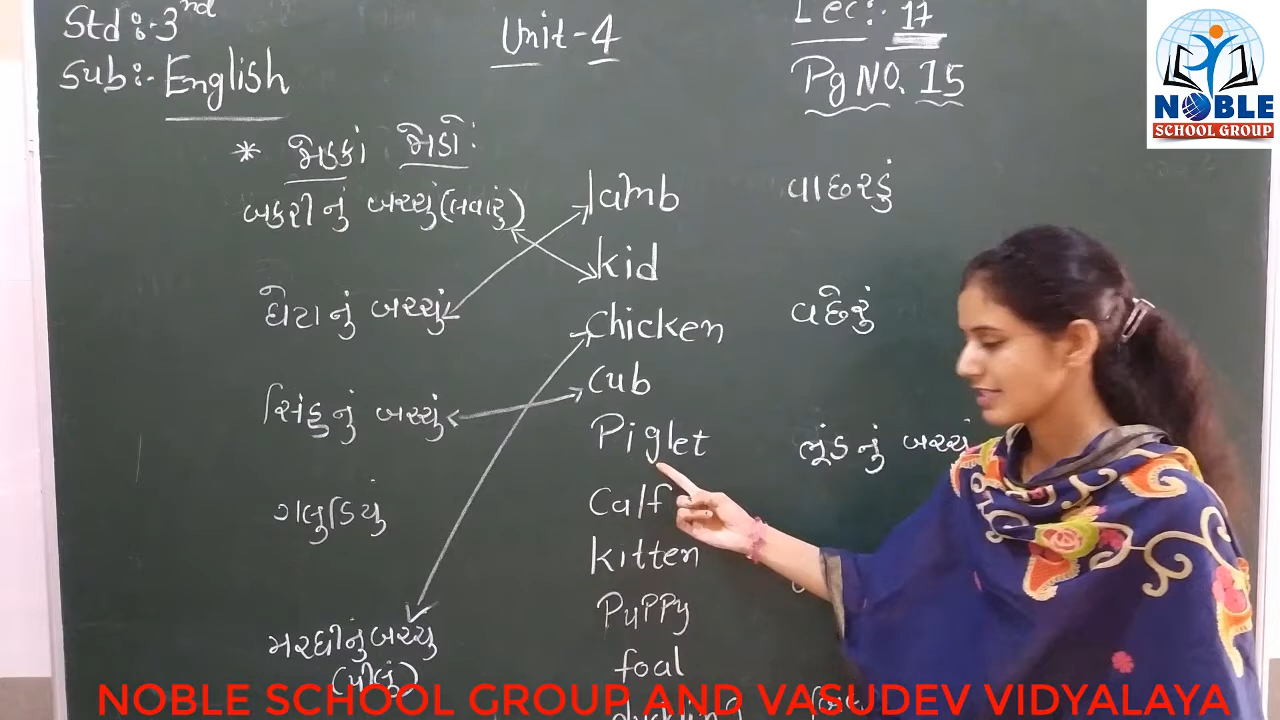 Std :- 3nd
Unit - 4
Lec :- 17
Sub :- English
Pg NO. 15
NOBLE
SCHOOL GROUP
* જોડકાં જોડો :
બકરીનું બચ્ચું (લવારું)
lamb
વાછરડું
kid
ઘેટાનું બચ્ચું
chicken
વછેરું
cub
સિંહનું બચ્ચું
Piglet
ભૂંડનું બચ્ચું
ગલુડિયું
Calf
kitten
PuPPy
મરઘીનું બચ્ચુ
(પીલું)
foal
duckling
NOBLE SCHOOL GROUP AND VASUDEV VIDYALAYA